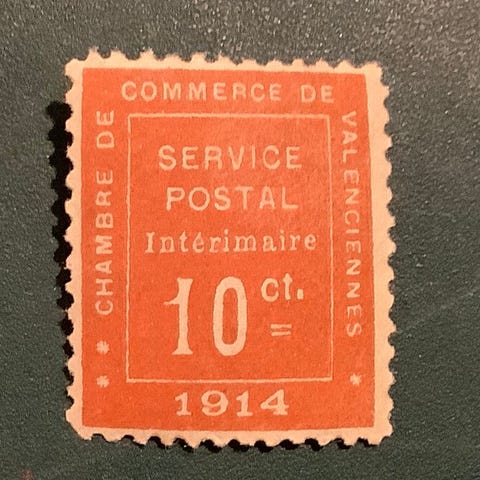 CHAMBRE DE
COMMERCE DE
VALENCIENNES
SERVICE
POSTAL
Intérimaire
10 ct.
1914